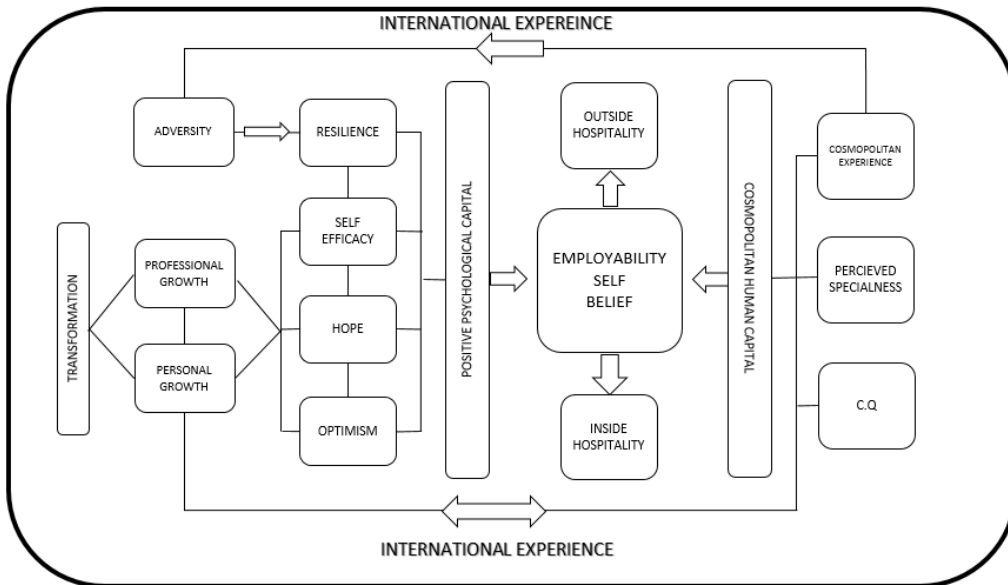 INTERNATIONAL EXPEREINCE
ADVERSITY
RESILIENCE
OUTSIDE
HOSPITALITY
COSMOPOLITAN
EXPERIENCE
TRANSFORMATION
PROFESSIONAL
GROWTH
PERSONAL
GROWTH
SELF
EFFICACY
HOPE
OPTIMISM
POSITIVE PSYCHOLOGICAL CAPITAL
EMPLOYABILITY
SELF
BELIEF
INSIDE
HOSPITALITY
COSMOPOLITAN HUMAN CAPITAL
PERCIEVED
SPECIALNESS
C.Q
INTERNATIONAL EXPERIENCE